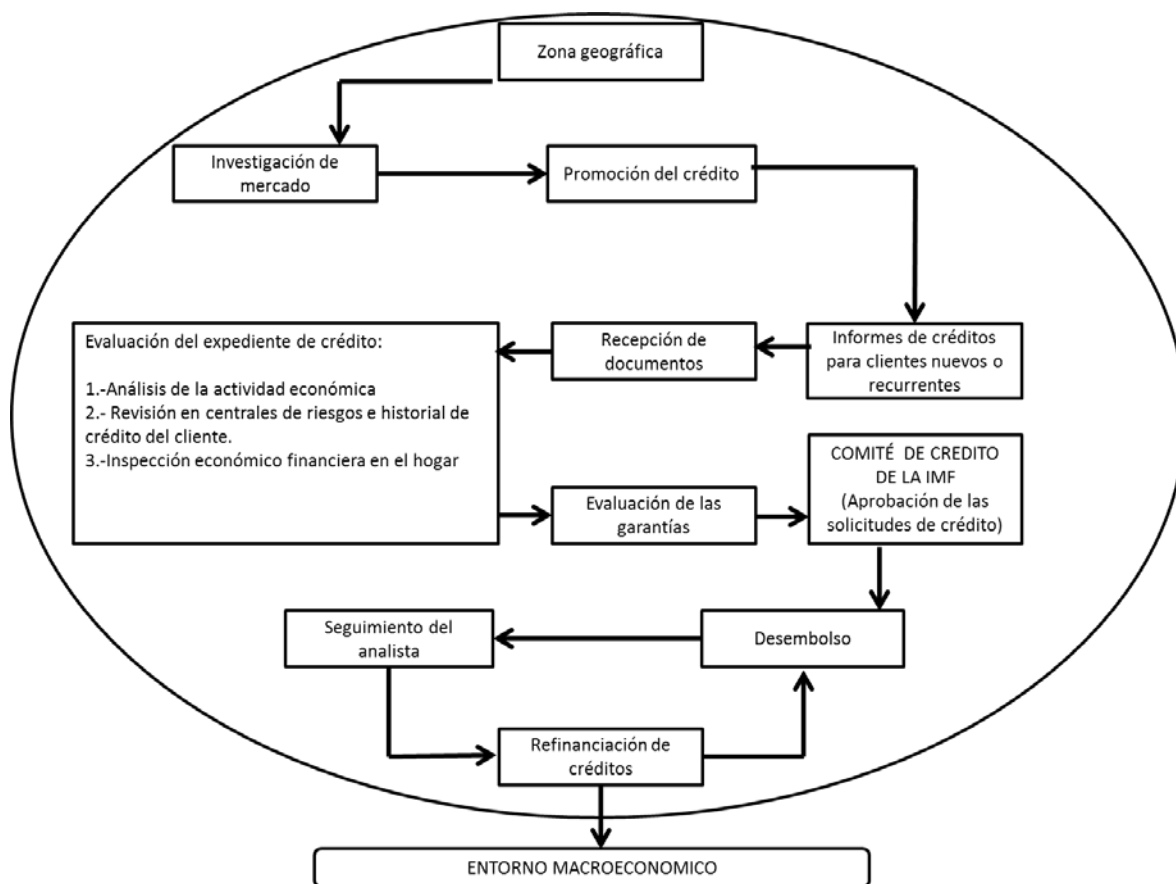 Zona geográfica
Investigación de
mercado
Promoción del crédito
Informes de créditos
para clientes nuevos o
recurrentes
Recepción de
documentos
Evaluación del expediente de crédito:
1.-Análisis de la actividad económica
2.- Revisión en centrales de riesgos e historial de
crédito del cliente.
3.-Inspección económico financiera en el hogar
Evaluación de las
garantías
COMITÉ DE CREDITO
DE LA IMF
(Aprobación de las
solicitudes de crédito)
Desembolso
Seguimiento del
analista
Refinanciación de
créditos
ENTORNO MACROECONOMICO